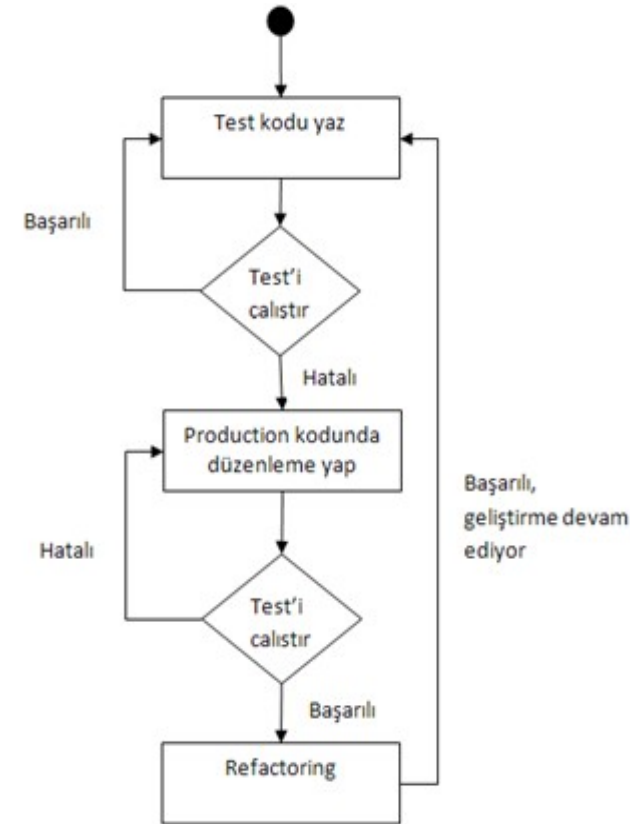 Test kodu yaz
Başarılı
Test'i
calıstır
Hatalı
Production kodunda
düzenleme yap
Başarılı,
geliştirme devam
ediyor
Hatalı
Test'i
calıstır
Başarılı
Refactoring